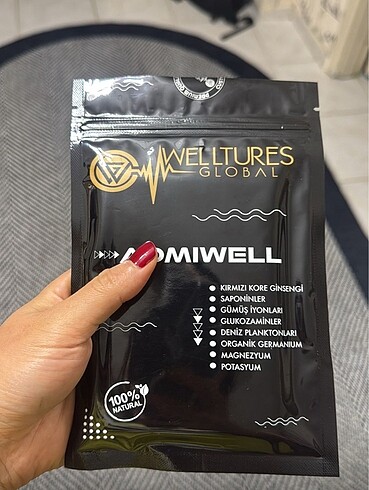 WELLTURES
GLOBAL
KIRMIZI KORE GİNSENGİ
SAPONİNLER
GÜMÜŞ İYONLARI
GLUKOZAMİNLER
DENİZ PLANKTONLARI
ORGANİK GERMANIUM
MAGNEZYUM
POTASYUM
100%
NATURAL